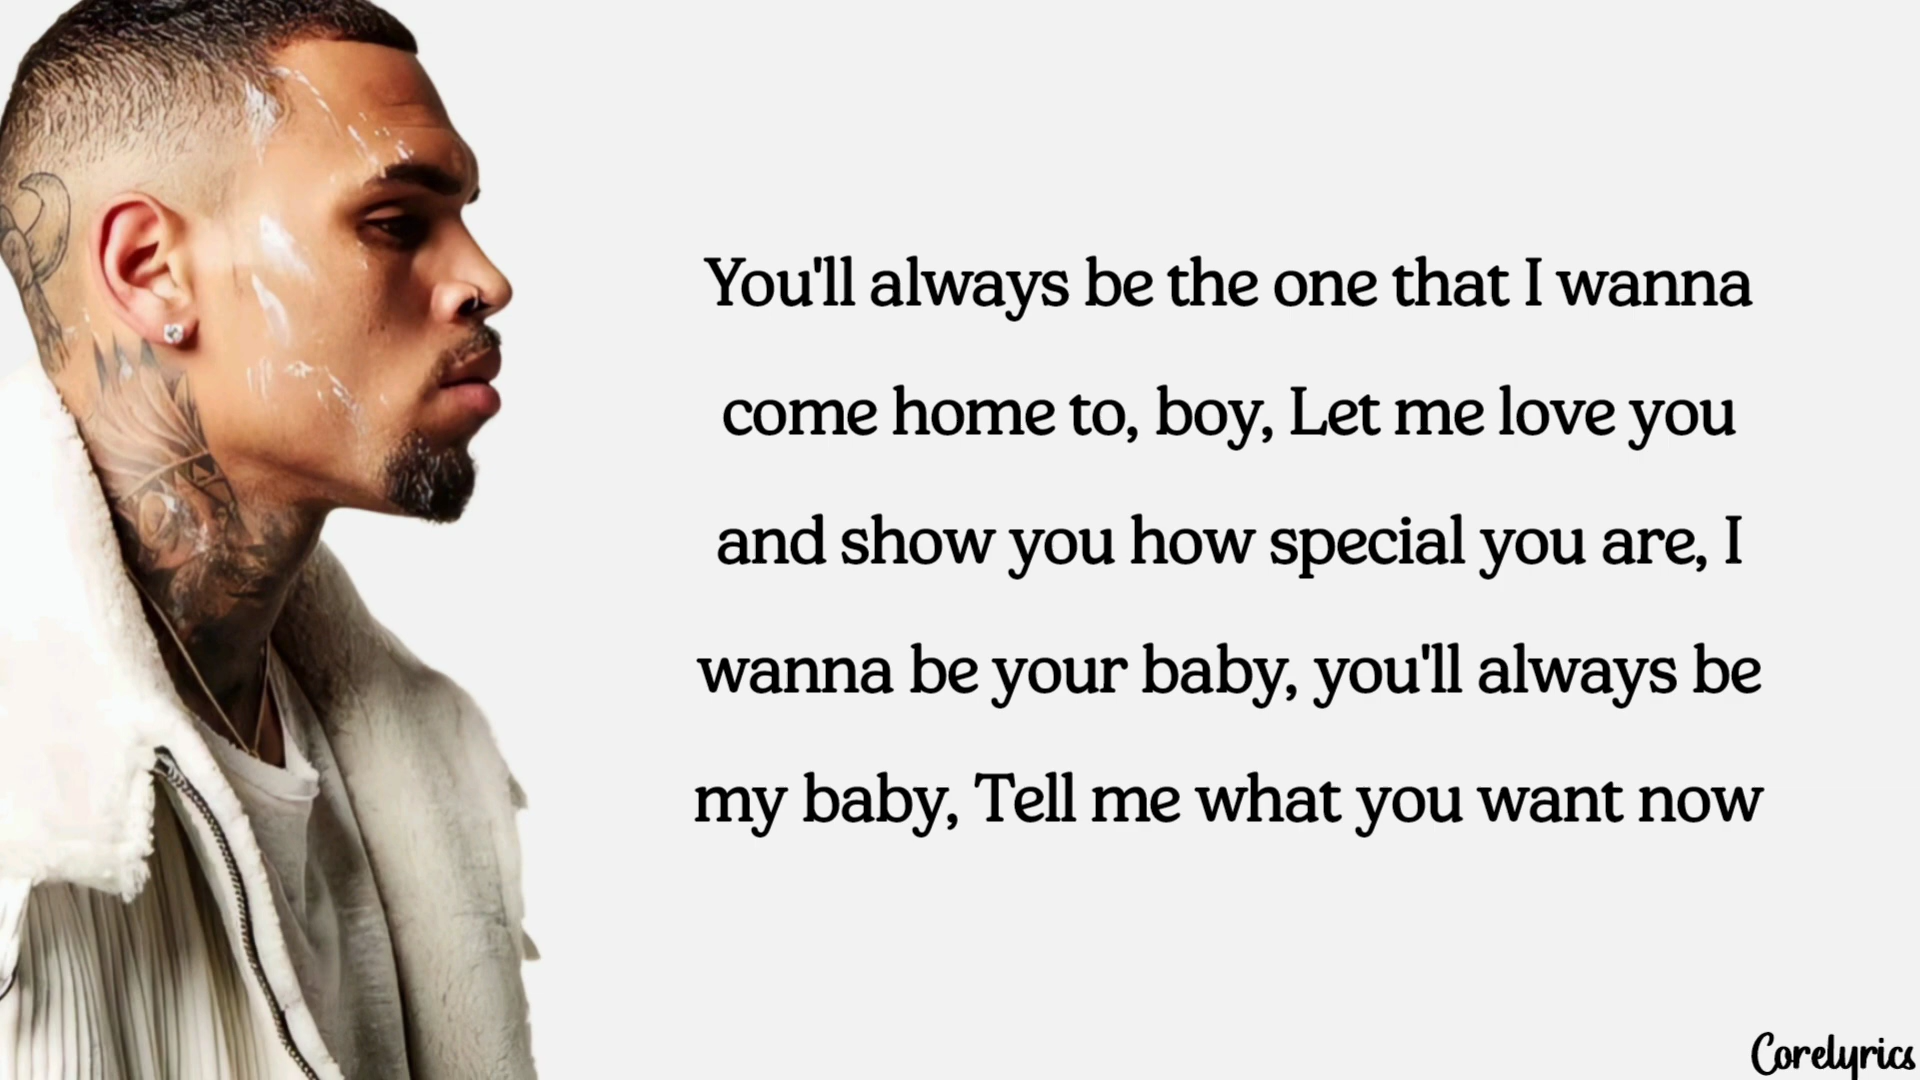 You'll always be the one that I wanna
come home to, boy, Let me love you
and show you how special you are, I
wanna be your baby, you'll always be
my baby, Tell me what you want now
Corelyrics